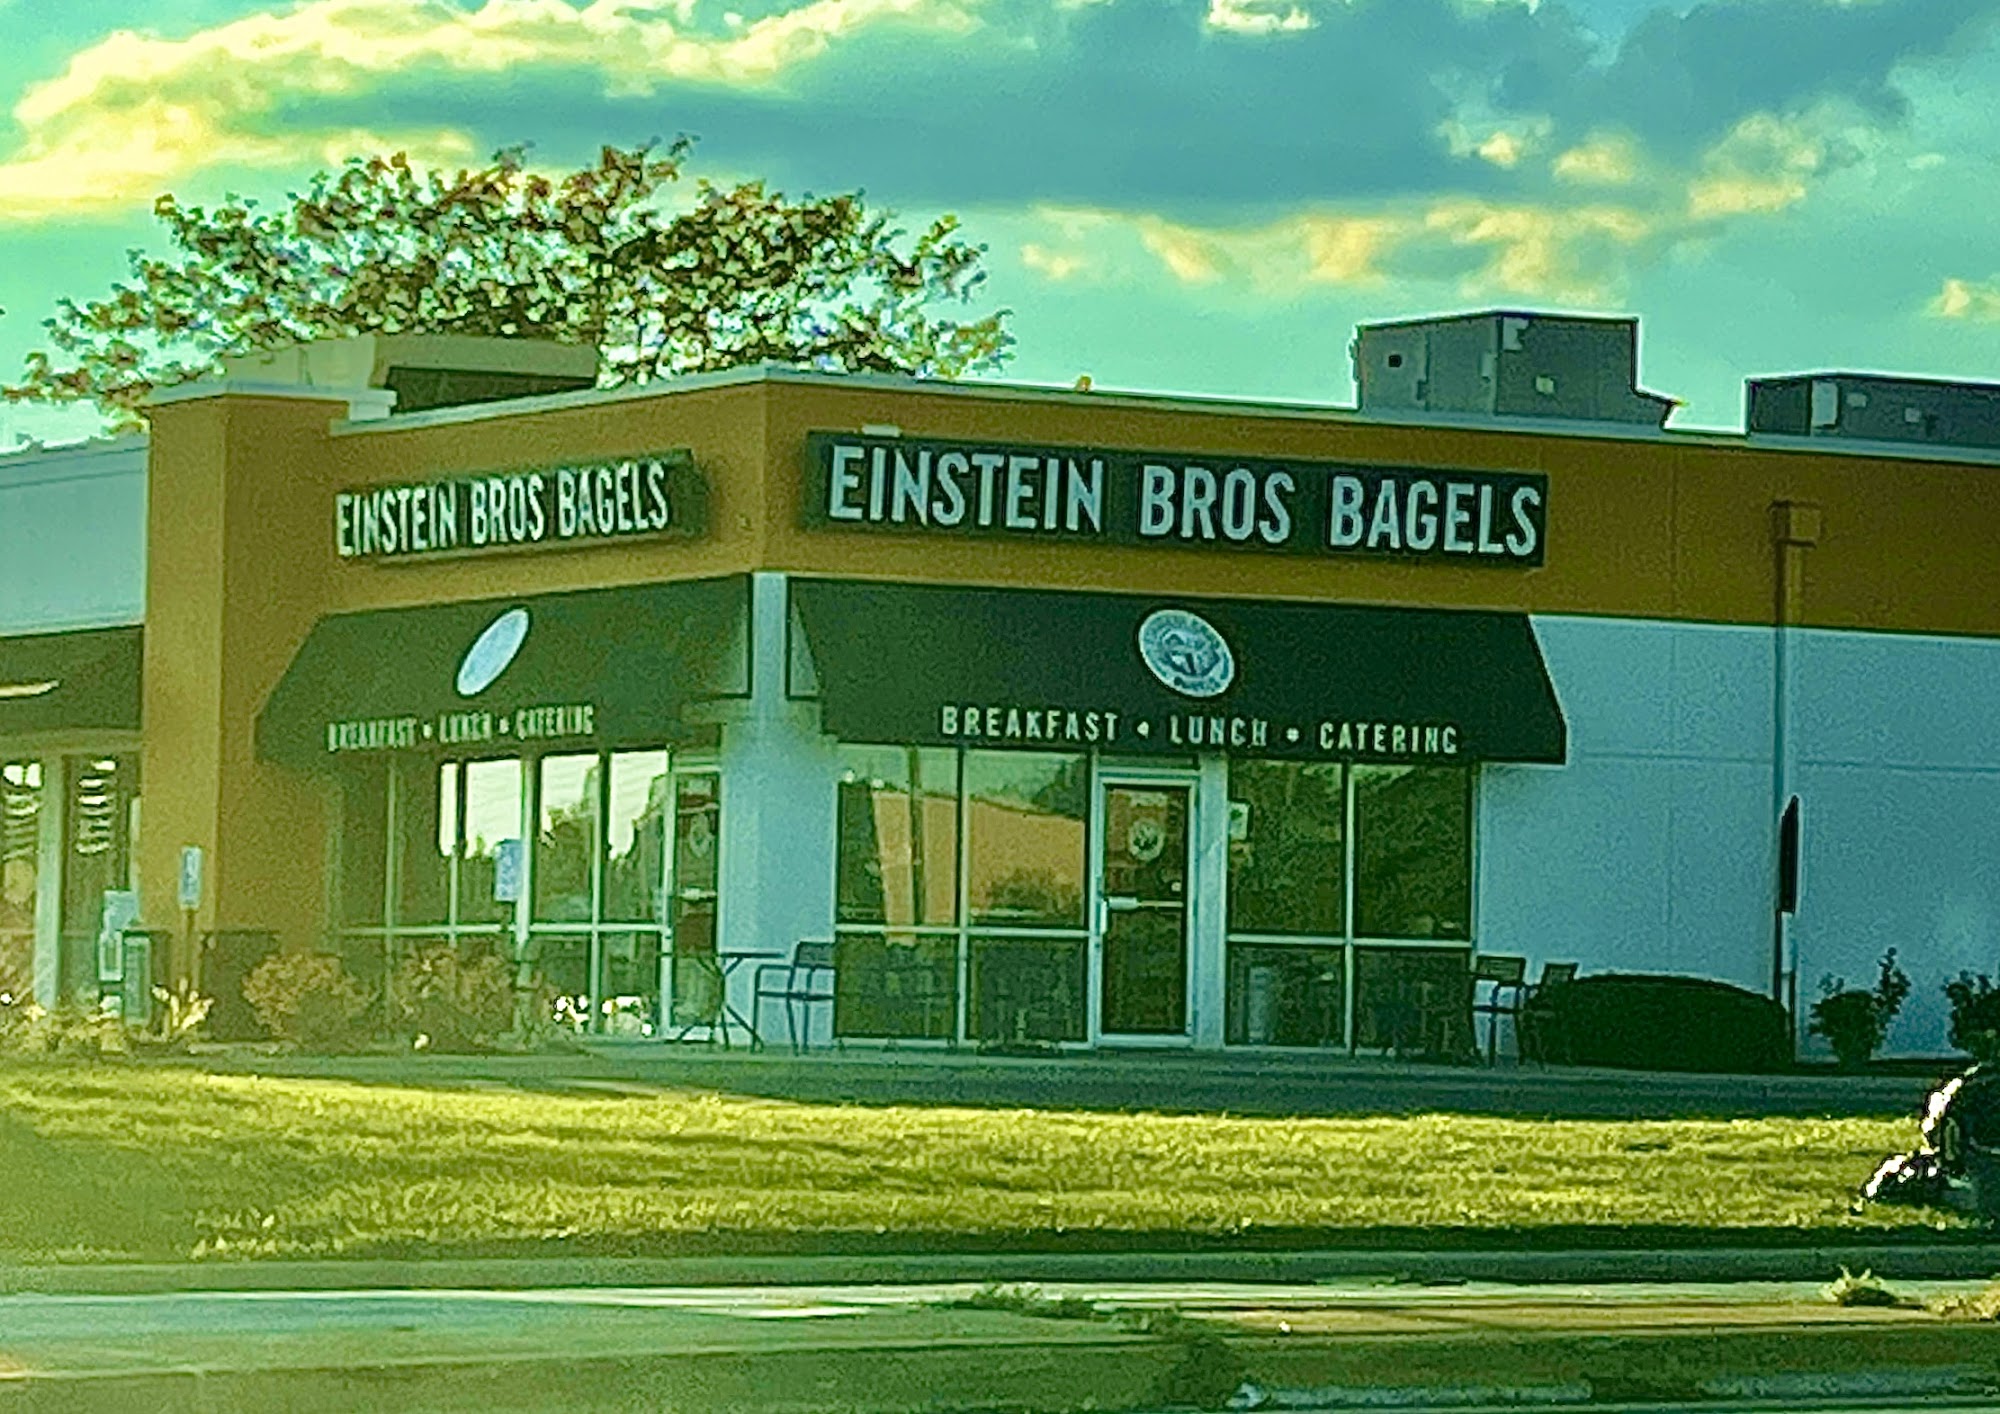 EINSTEIN BROS BAGELS
BREAKFAST • LUNCH • CATERING
EINSTEIN BROS BAGELS
BREAKFAST • LUNCH • CATERING